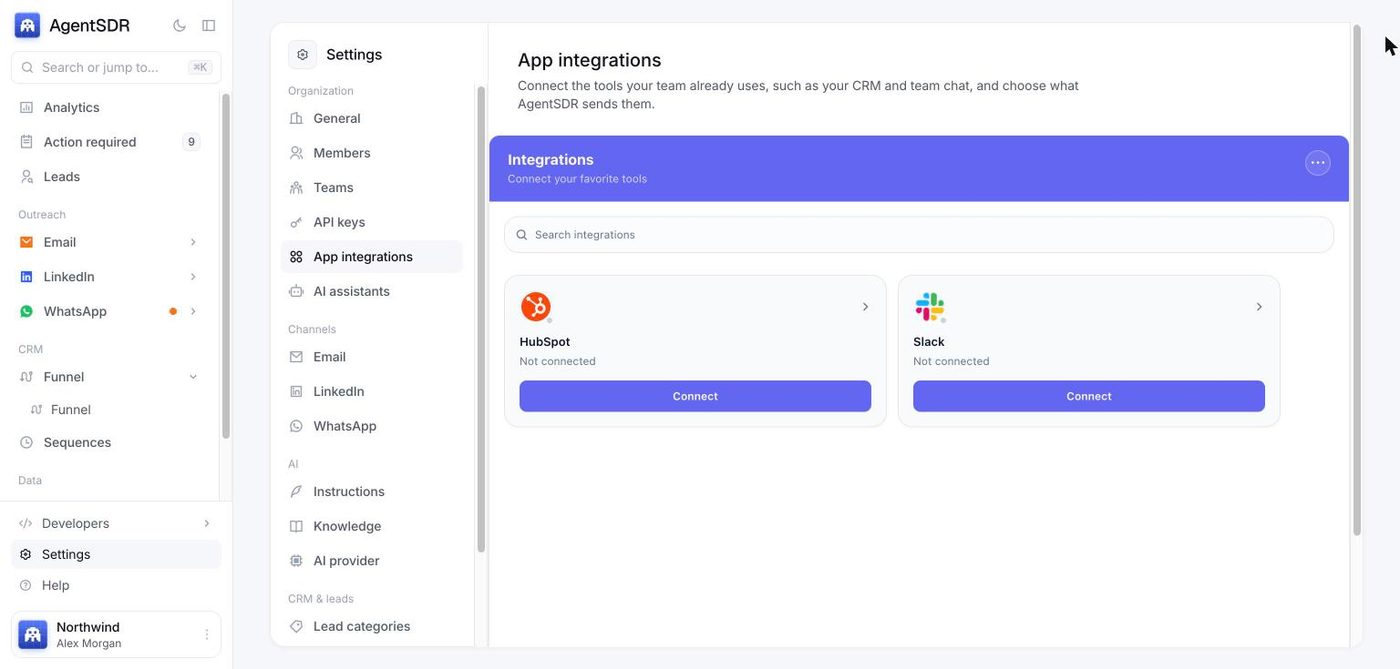 AgentSDR
Search or jump to...
⌘K
Analytics
Action required
9
Leads
Outreach
Email
LinkedIn
WhatsApp
CRM
Funnel
Funnel
Sequences
Data
Developers
Settings
Help
Northwind
Alex Morgan
Settings
Organization
General
Members
Teams
API keys
App integrations
AI assistants
Channels
Email
LinkedIn
WhatsApp
AI
Instructions
Knowledge
AI provider
CRM & leads
Lead categories
App integrations
Connect the tools your team already uses, such as your CRM and team chat, and choose what
AgentSDR sends them.
Integrations
Connect your favorite tools
Search integrations
HubSpot
Not connected
Connect
Slack
Not connected
Connect